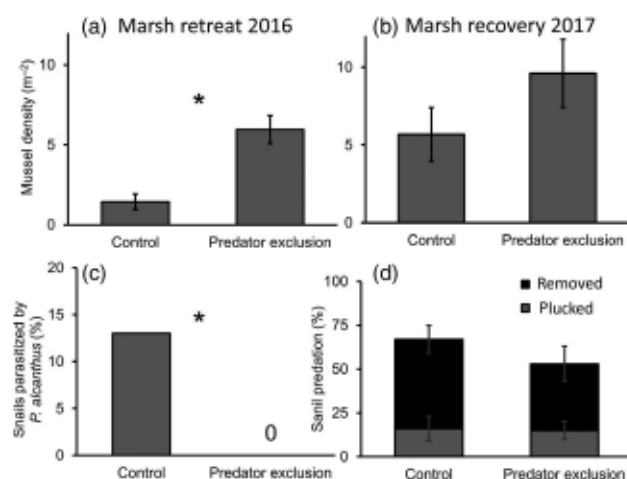 (a) Marsh retreat 2016
(b) Marsh recovery 2017
Mussel density (m⁻²)
10
5
0
*
Control
Predator exclusion
10
5
0
Control
Predator exclusion
(c)
Snails parasitized by
P. alcanthus (%)
20
15
10
5
0
*
0
Control
Predator exclusion
(d)
Sanil predation (%)
100
75
50
25
0
Removed
Plucked
Control
Predator exclusion